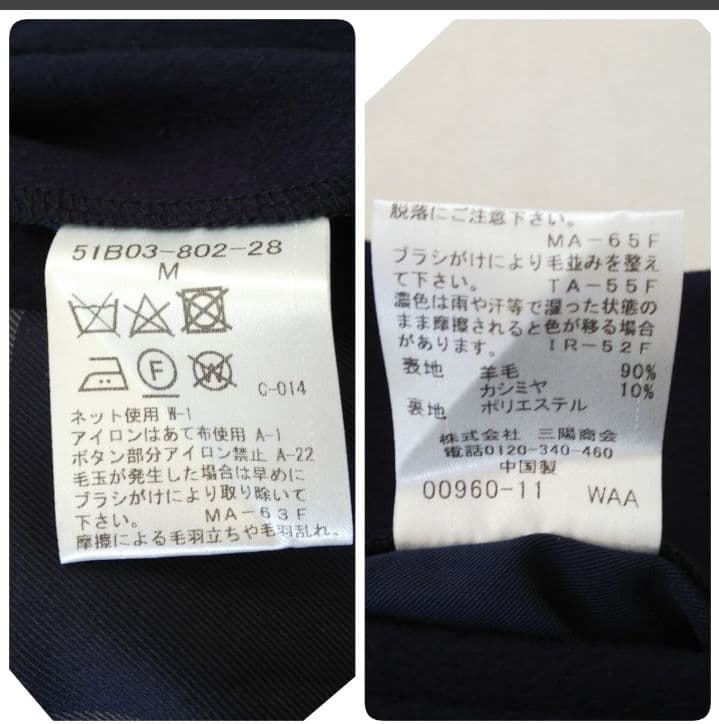 51B03-802-28
M
F
W
C-014
ネット使用 W-1
アイロンはあて布使用 A-1
ボタン部分アイロン禁止 A-22
毛玉が発生した場合は早めに
ブラシがけにより取り除いて
下さい。 MA-63F
摩擦による毛羽立ちや毛羽乱れ、
脱落にご注意下さい。
MA-65F
ブラシがけにより毛並みを整え
て下さい。 TA-55F
濃色は雨や汗等で湿った状態の
まま摩擦されると色が移る場合
があります。 IR-52F
表地 羊毛 90%
カシミヤ 10%
裏地 ポリエステル
株式会社 三陽商会
電話0120-340-460
中国製
00960-11 WAA